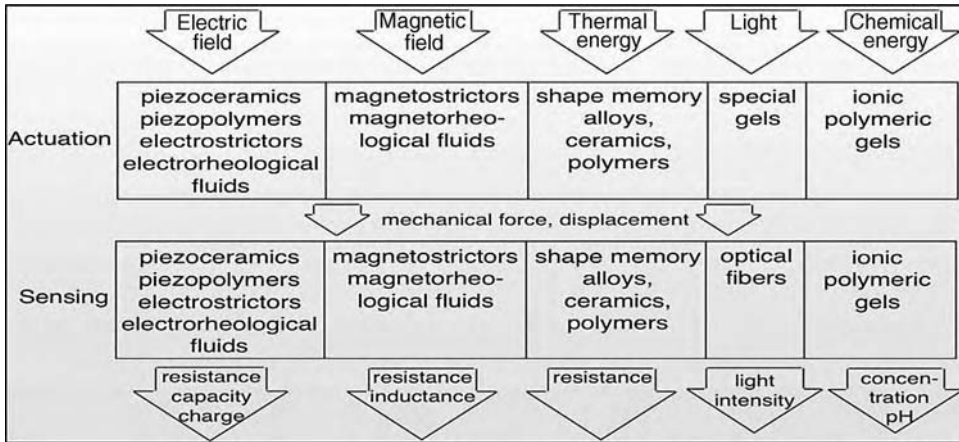 Electric
field
Magnetic
field
Thermal
energy
Light
Chemical
energy
Actuation
piezoceramics
piezopolymers
electrostrictors
electrorheological
fluids
magnetostrictors
magnetorheo-
logical fluids
shape memory
alloys,
ceramics,
polymers
special
gels
ionic
polymeric
gels
mechanical force, displacement
Sensing
piezoceramics
piezopolymers
electrostrictors
electrorheological
fluids
magnetostrictors
magnetorheo-
logical fluids
shape memory
alloys,
ceramics,
polymers
optical
fibers
ionic
polymeric
gels
resistance
capacity
charge
resistance
inductance
resistance
light
intensity
concen-
tration
pH